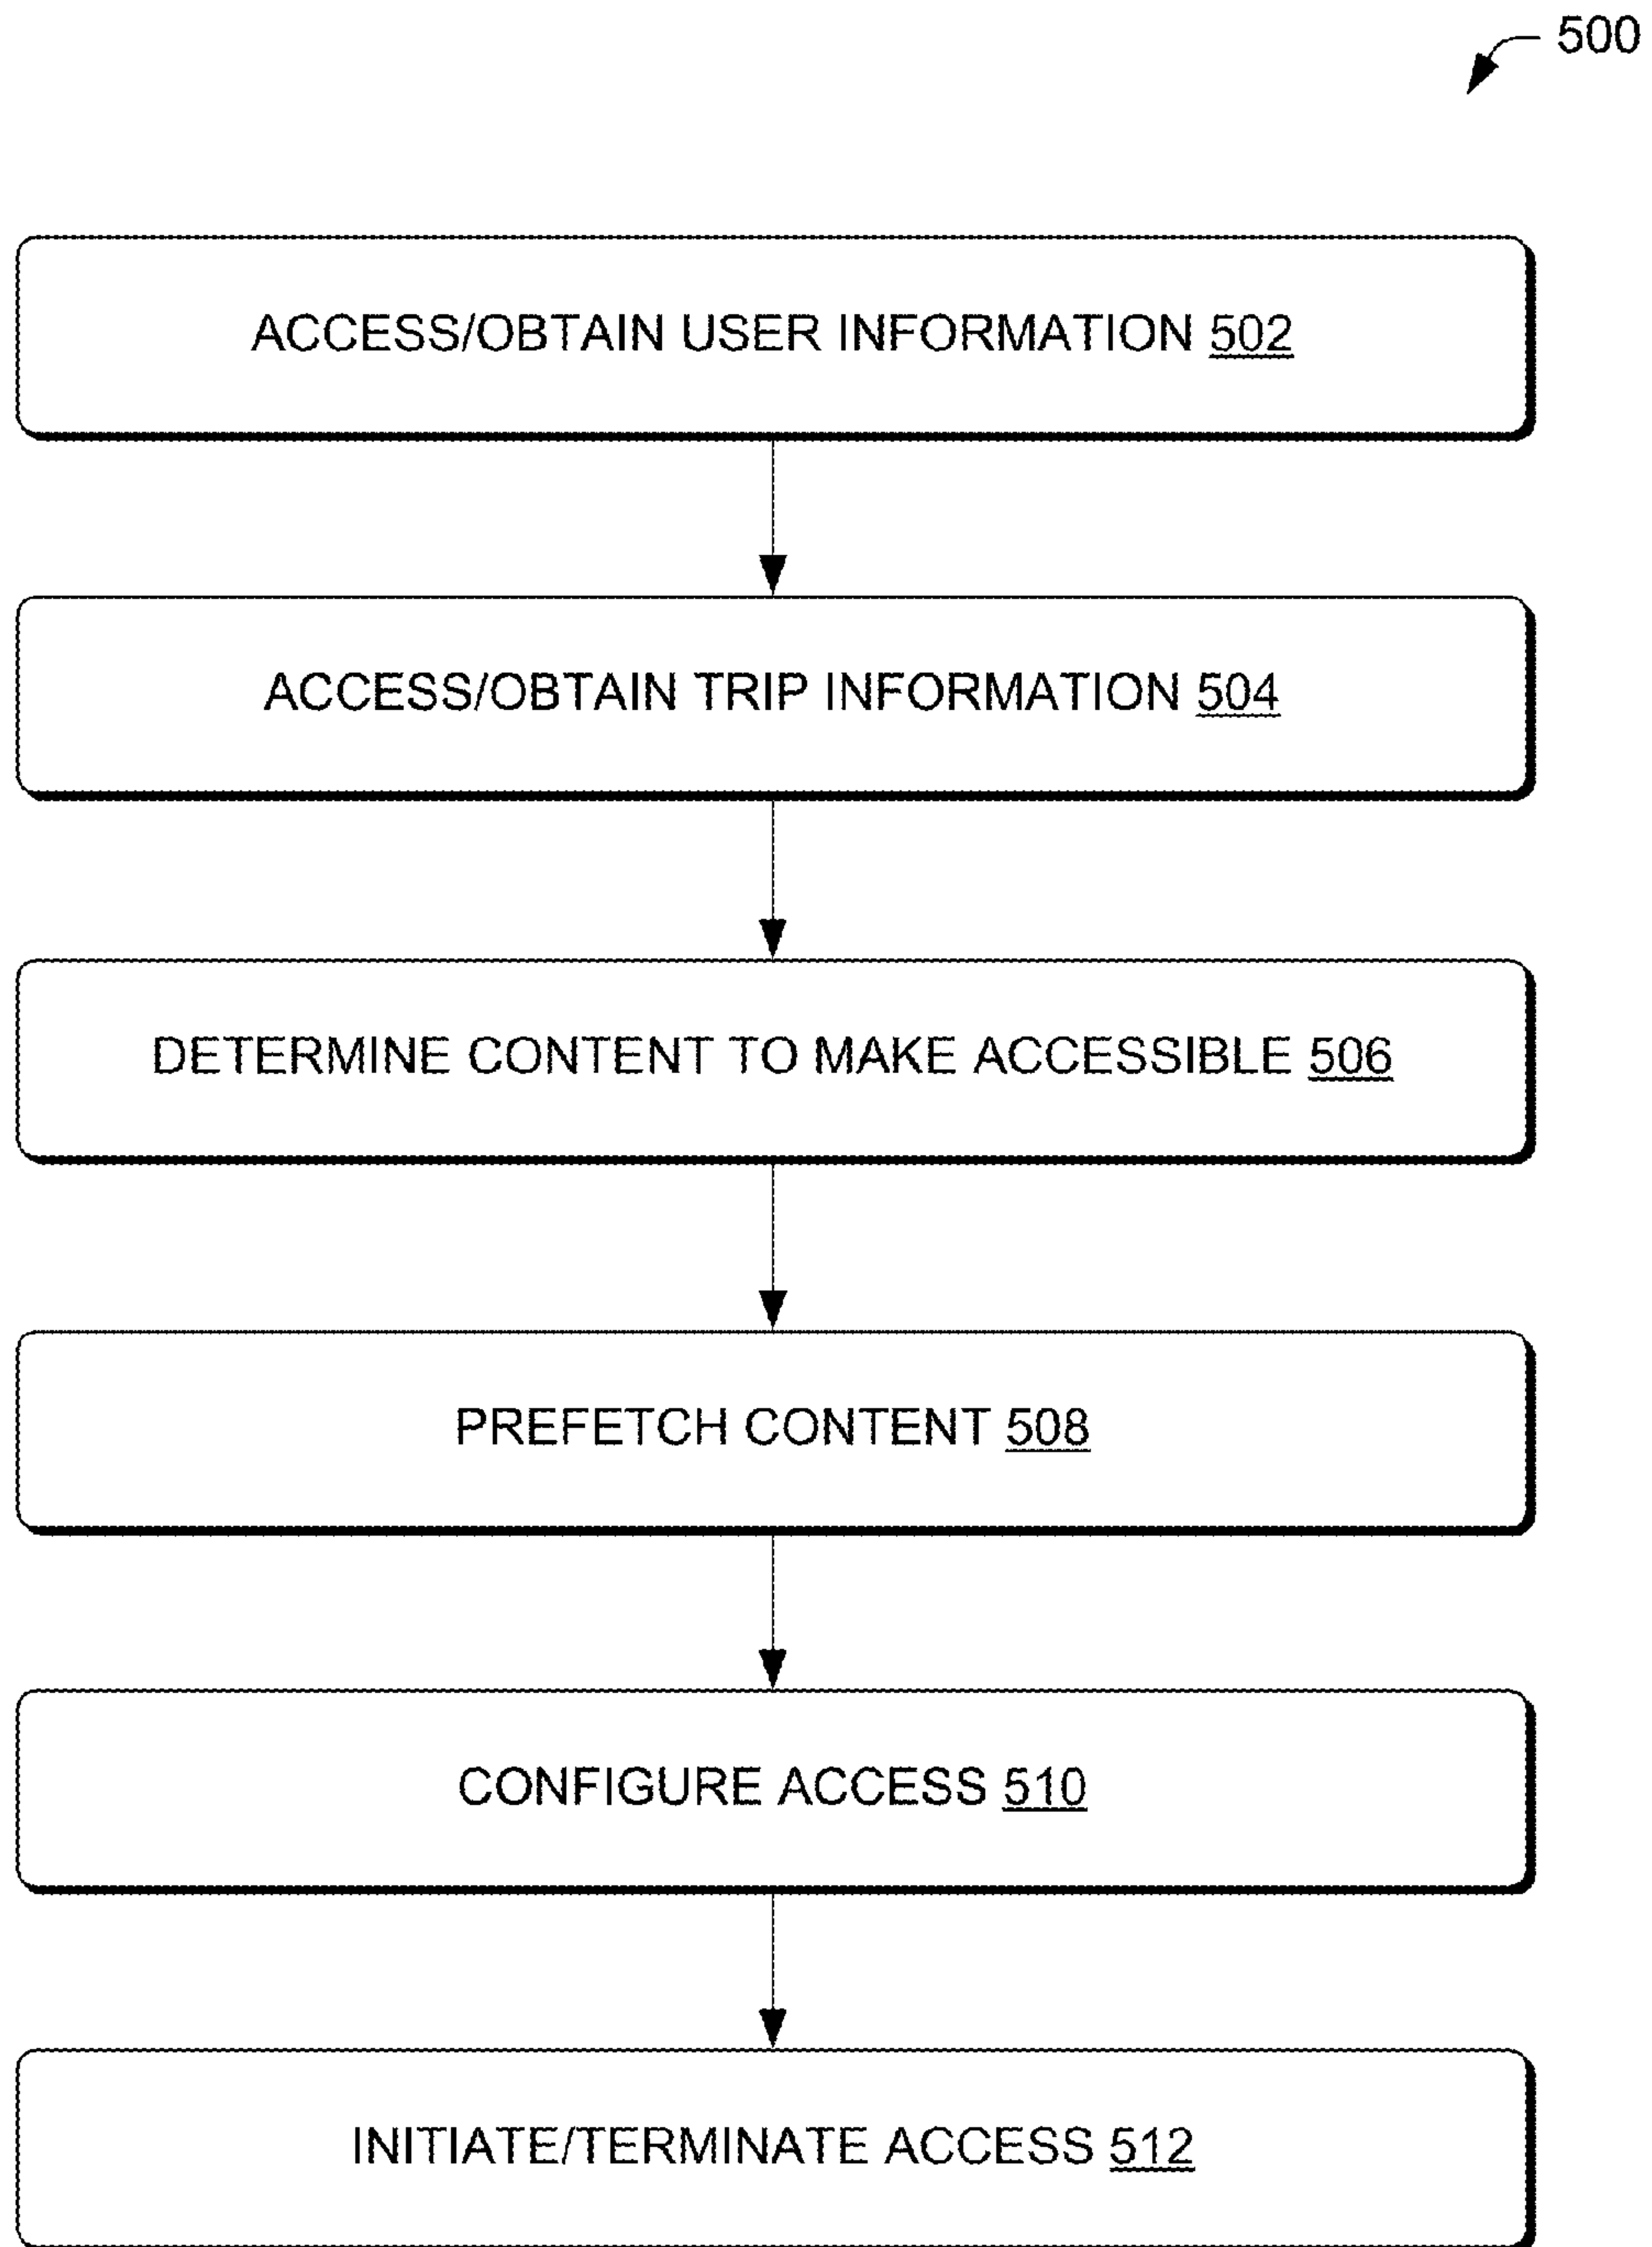 500
ACCESS/OBTAIN USER INFORMATION 502
ACCESS/OBTAIN TRIP INFORMATION 504
DETERMINE CONTENT TO MAKE ACCESSIBLE 506
PREFETCH CONTENT 508
CONFIGURE ACCESS 510
INITIATE/TERMINATE ACCESS 512